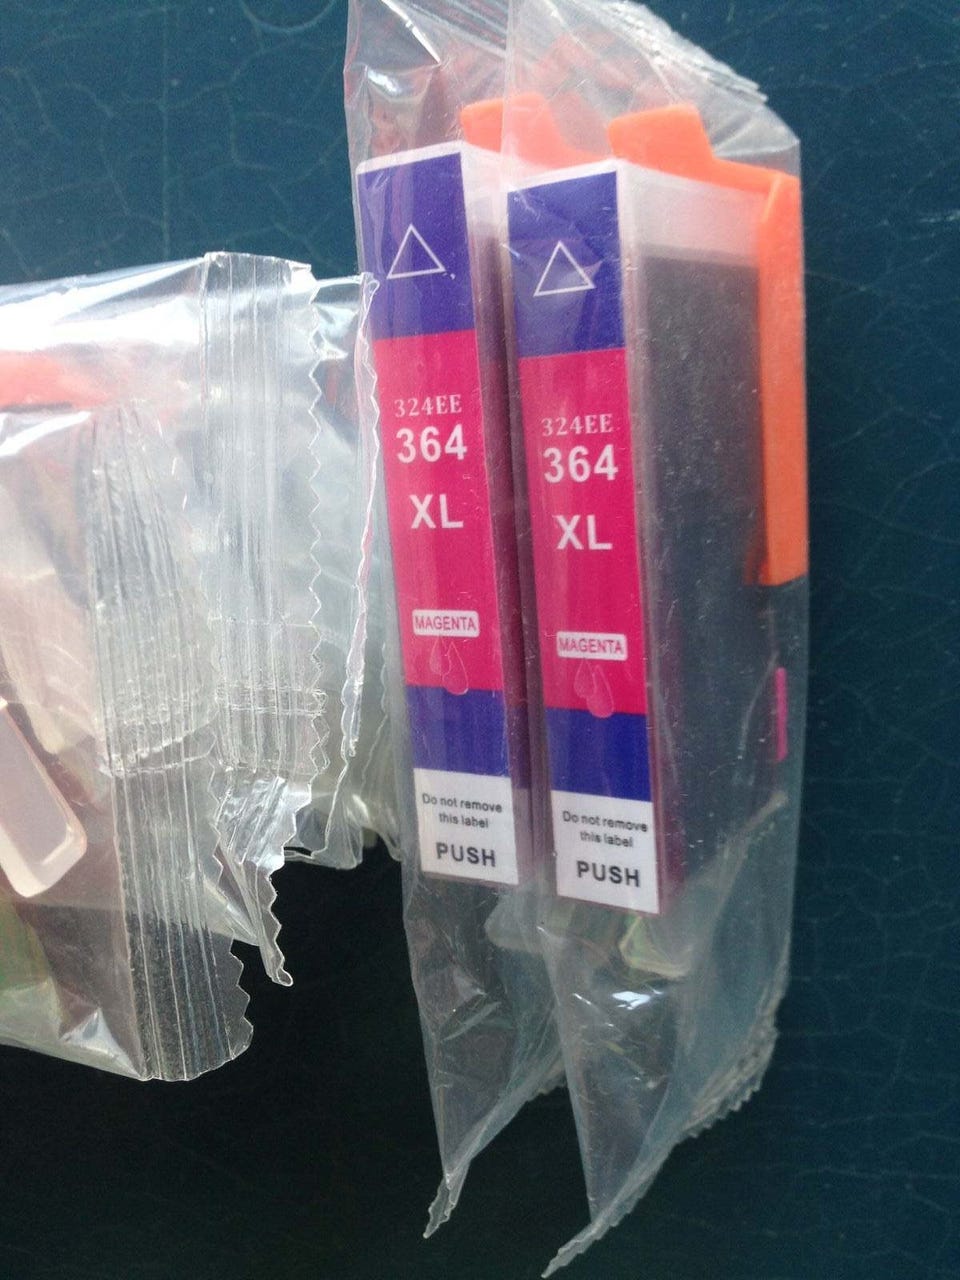 324EE
364
XL
MAGENTA
Do not remove
this label
PUSH
324EE
364
XL
MAGENTA
Do not remove
this label
PUSH